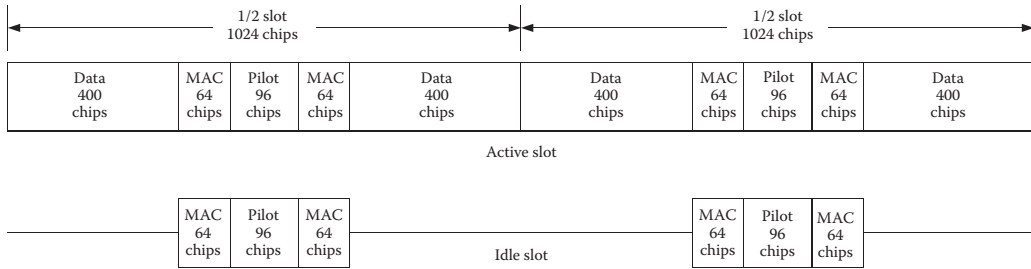 1/2 slot
1024 chips
1/2 slot
1024 chips
Data
400
chips
MAC
64
chips
Pilot
96
chips
MAC
64
chips
Data
400
chips
Data
400
chips
MAC
64
chips
Pilot
96
chips
MAC
64
chips
Data
400
chips
Active slot
MAC
64
chips
Pilot
96
chips
MAC
64
chips
Idle slot
MAC
64
chips
Pilot
96
chips
MAC
64
chips